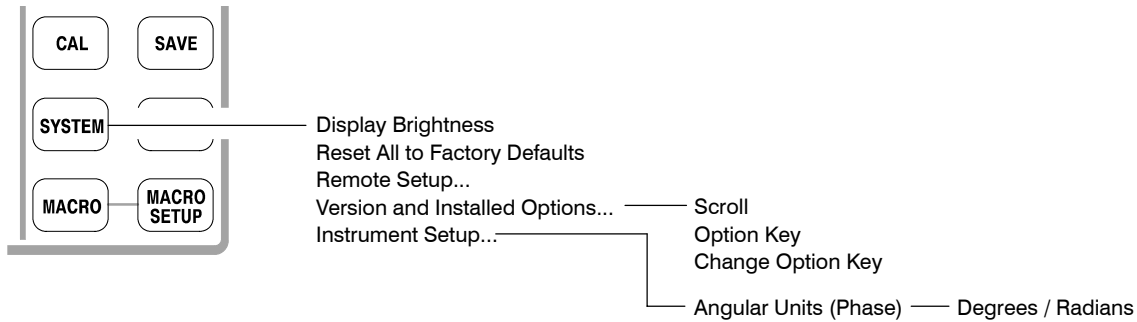 CAL
SAVE
SYSTEM
Display Brightness
Reset All to Factory Defaults
Remote Setup...
Version and Installed Options...
Scroll
Option Key
Change Option Key
Instrument Setup...
Angular Units (Phase)
Degrees / Radians
MACRO
MACRO
SETUP